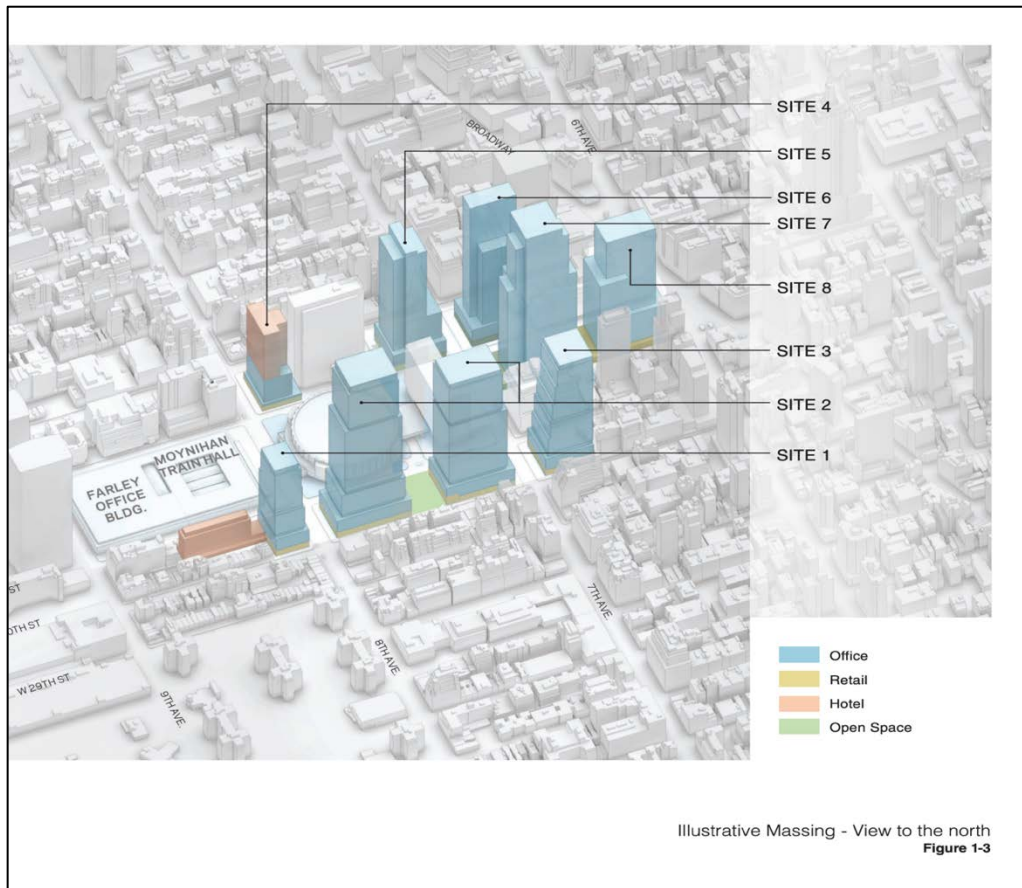 SITE 4
BROADWAY
6TH AVE.
SITE 5
SITE 6
SITE 7
SITE 8
SITE 3
SITE 2
SITE 1
MOYNIHAN
TRAIN HALL
FARLEY
OFFICE
BLDG.
ST
W 29TH ST
9TH AVE.
8TH AVE.
7TH AVE.
Office
Retail
Hotel
Open Space
Illustrative Massing - View to the north
Figure 1-3